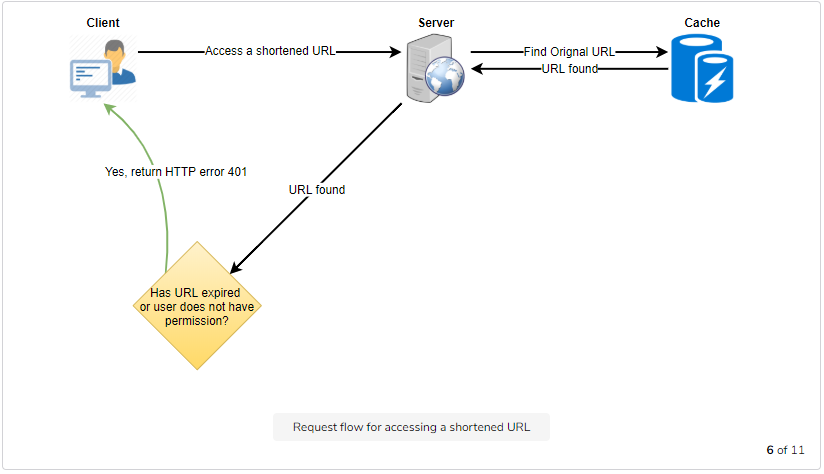 Client
Server
Cache
Access a shortened URL
Find Orignal URL
URL found
Yes, return HTTP error 401
URL found
Has URL expired
or user does not have
permission?
Request flow for accessing a shortened URL
6 of 11